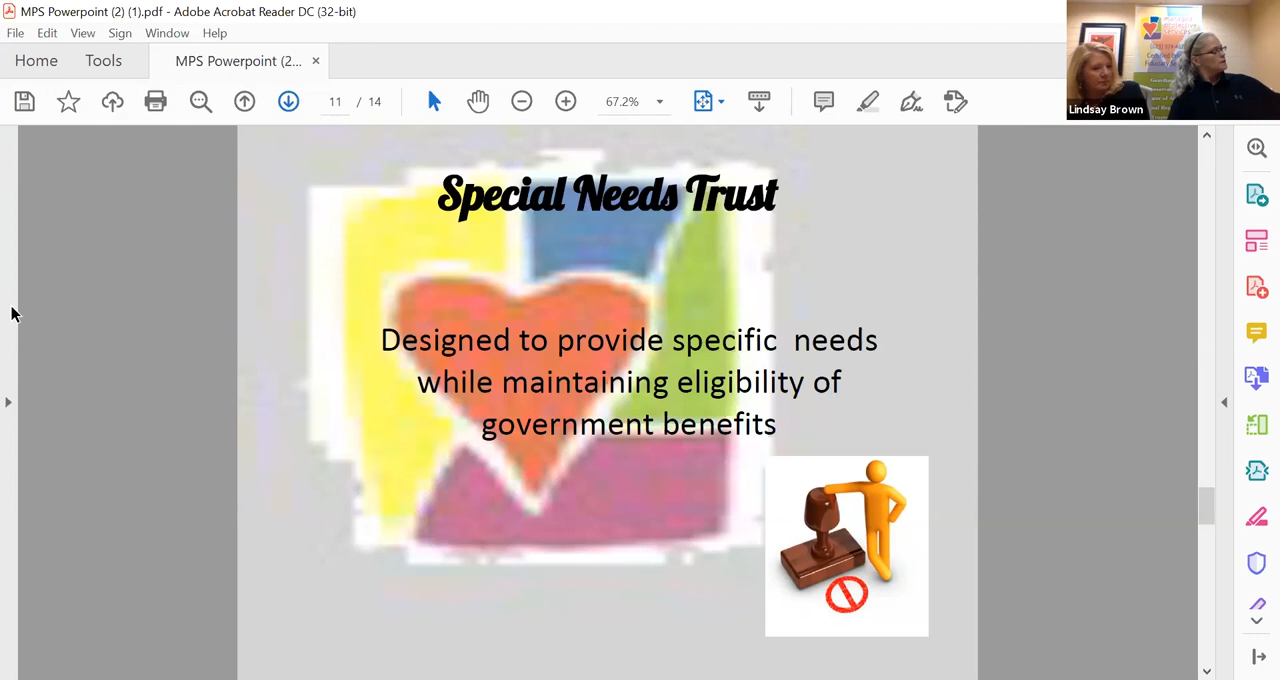 MPS Powerpoint (2) (1).pdf - Adobe Acrobat Reader DC (32-bit)
File Edit View Sign Window Help
Home Tools MPS Powerpoint (2... ×
11 / 14 67.2%
Lindsay Brown
Special Needs Trust
Designed to provide specific needs
while maintaining eligibility of
government benefits